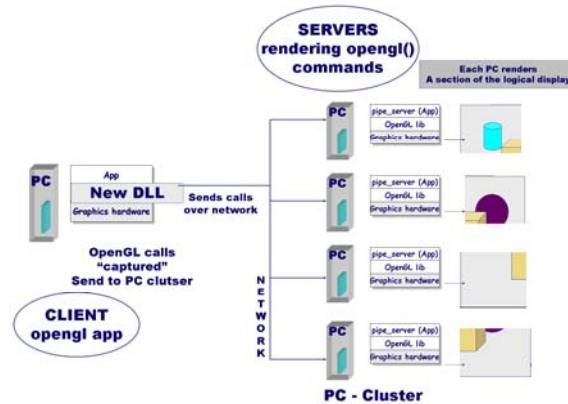 SERVERS
rendering opengl()
commands
Each PC renders
A section of the logical display
PC
pipe_server (App)
OpenGL lib
Graphics hardware
PC
App
New DLL
Graphics hardware
Sends calls
over network
PC
pipe_server (App)
OpenGL lib
Graphics hardware
OpenGL calls
“captured”
Send to PC clutser
NETWORK
PC
pipe_server (App)
OpenGL lib
Graphics hardware
CLIENT
opengl app
PC
pipe_server (App)
OpenGL lib
Graphics hardware
PC - Cluster